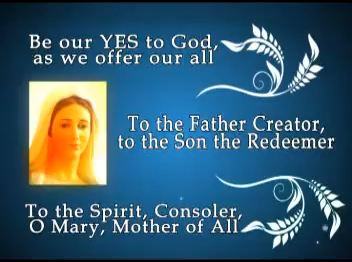 Be our YES to God,
as we offer our all
To the Father Creator,
to the Son the Redeemer
To the Spirit, Consoler,
O Mary, Mother of All